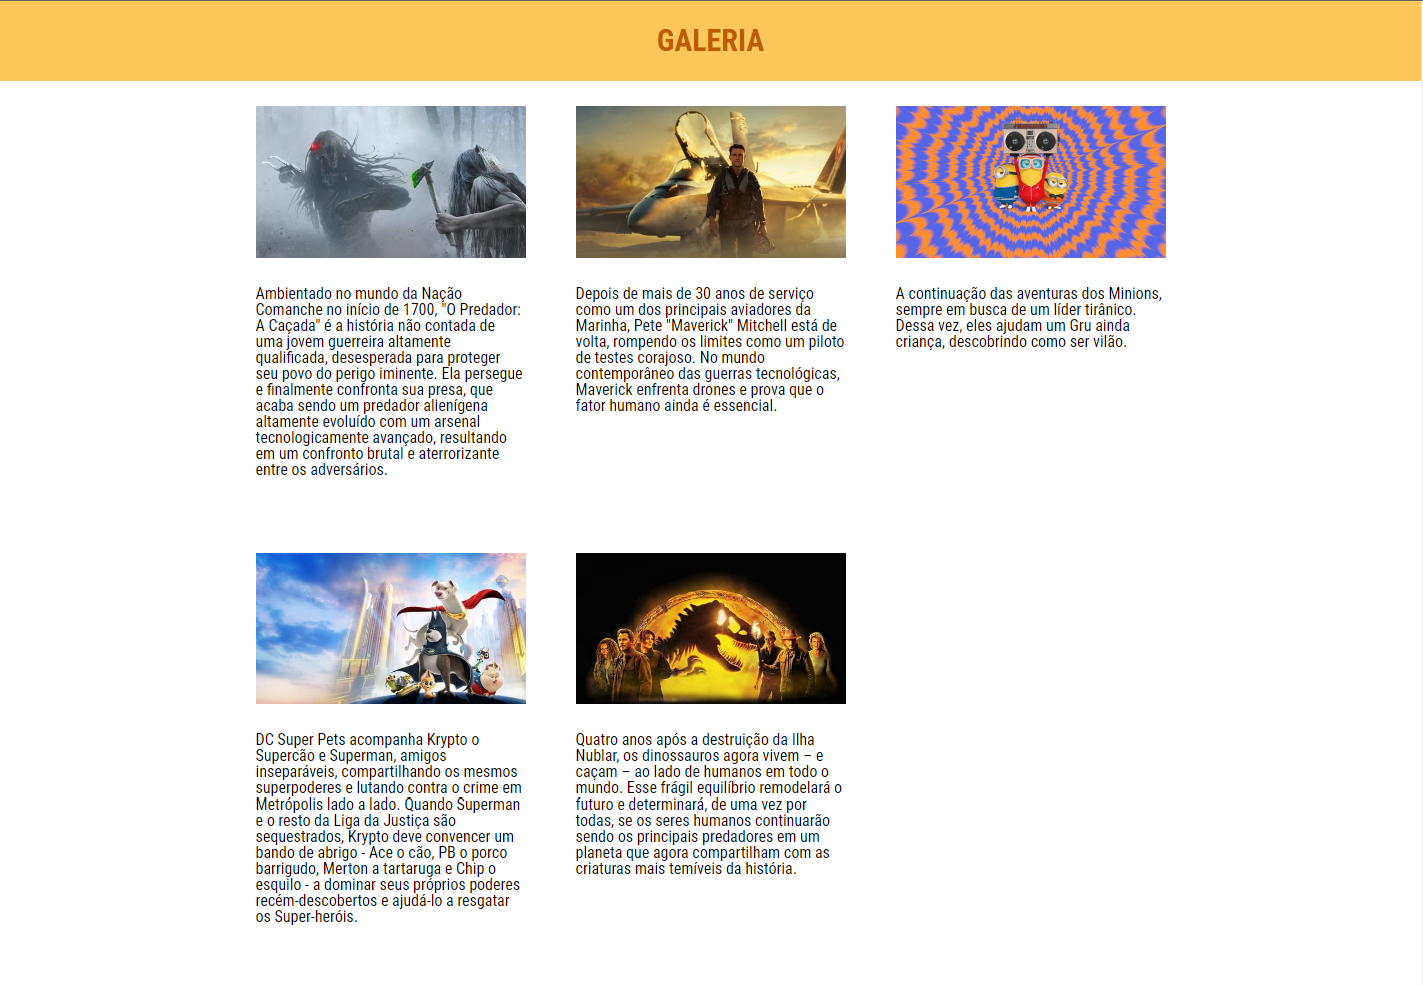 GALERIA
Ambientado no mundo da Nação
Comanche no início de 1700, "O Predador:
A Caçada" é a história não contada de
uma jovem guerreira altamente
qualificada, desesperada para proteger
seu povo do perigo iminente. Ela persegue
e finalmente confronta sua presa, que
acaba sendo um predador alienígena
altamente evoluído com um arsenal
tecnologicamente avançado, resultando
em um confronto brutal e aterrorizante
entre os adversários.
Depois de mais de 30 anos de serviço
como um dos principais aviadores da
Marinha, Pete "Maverick" Mitchell está de
volta, rompendo os limites como um piloto
de testes corajoso. No mundo
contemporâneo das guerras tecnológicas,
Maverick enfrenta drones e prova que o
fator humano ainda é essencial.
A continuação das aventuras dos Minions,
sempre em busca de um líder tirânico.
Dessa vez, eles ajudam um Gru ainda
criança, descobrindo como ser vilão.
DC Super Pets acompanha Krypto o
Supercão e Superman, amigos
inseparáveis, compartilhando os mesmos
superpoderes e lutando contra o crime em
Metrópolis lado a lado. Quando Superman
e o resto da Liga da Justiça são
sequestrados, Krypto deve convencer um
bando de abrigo - Ace o cão, PB o porco
barrigudo, Merton a tartaruga e Chip o
esquilo - a dominar seus próprios poderes
recém-descobertos e ajudá-lo a resgatar
os Super-heróis.
Quatro anos após a destruição da Ilha
Nublar, os dinossauros agora vivem – e
caçam – ao lado de humanos em todo o
mundo. Esse frágil equilíbrio remodelará o
futuro e determinará, de uma vez por
todas, se os seres humanos continuarão
sendo os principais predadores em um
planeta que agora compartilham com as
criaturas mais temíveis da história.